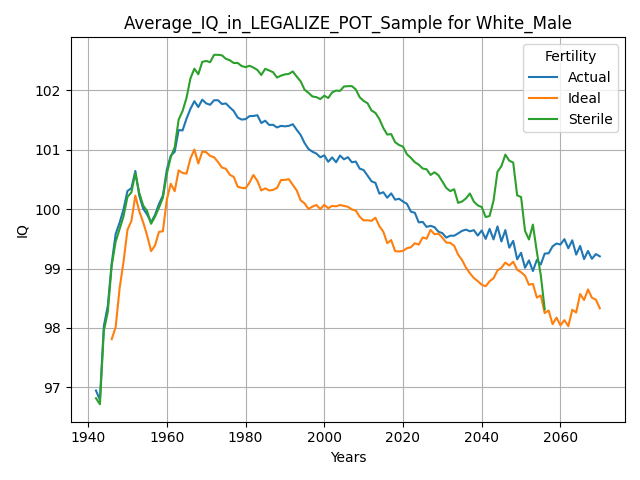 Average_IQ_in_LEGALIZE_POT_Sample for White_Male
Fertility
Actual
Ideal
Sterile
IQ
102
101
100
99
98
97
1940 1960 1980 2000 2020 2040 2060
Years